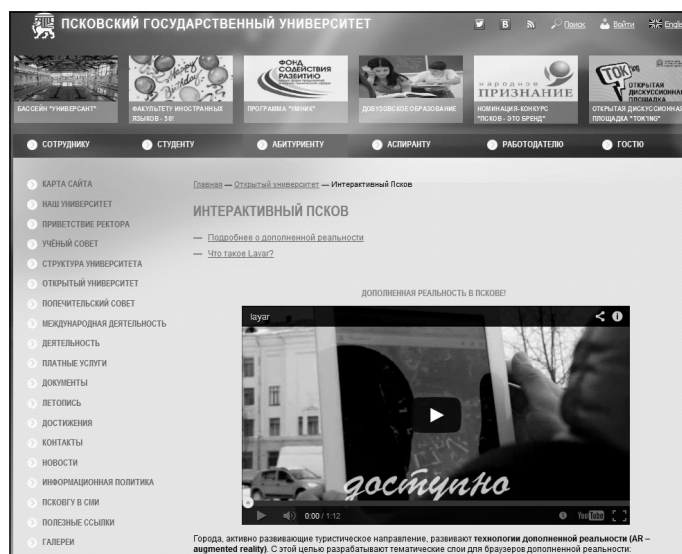 ПСКОВСКИЙ ГОСУДАРСТВЕННЫЙ УНИВЕРСИТЕТ
Поиск
Войти
Englis
ФОНД
СОДЕЙСТВИЯ
РАЗВИТИЮ
народное
ПРИЗНАНИЕ
ТОК'ing
ОТКРЫТАЯ
ДИСКУССИОННАЯ
ПЛОЩАДКА
БАССЕЙН "УНИВЕРСАНТ"
ФАКУЛЬТЕТУ ИНОСТРАННЫХ
ЯЗЫКОВ - 50!
ПРОГРАММА "УМНИК"
ДОВУЗОВСКОЕ ОБРАЗОВАНИЕ
НОМИНАЦИЯ-КОНКУРС
"ПСКОВ - ЭТО БРЕНД"
ОТКРЫТАЯ ДИСКУССИОННАЯ
ПЛОЩАДКА "ТОК'ING"
СОТРУДНИКУ
СТУДЕНТУ
АБИТУРИЕНТУ
АСПИРАНТУ
РАБОТОДАТЕЛЮ
ГОСТЮ
КАРТА САЙТА
НАШ УНИВЕРСИТЕТ
ПРИВЕТСТВИЕ РЕКТОРА
УЧЁНЫЙ СОВЕТ
СТРУКТУРА УНИВЕРСИТЕТА
ОТКРЫТЫЙ УНИВЕРСИТЕТ
ПОПЕЧИТЕЛЬСКИЙ СОВЕТ
МЕЖДУНАРОДНАЯ ДЕЯТЕЛЬНОСТЬ
ДЕЯТЕЛЬНОСТЬ
ПЛАТНЫЕ УСЛУГИ
ДОКУМЕНТЫ
ЛЕТОПИСЬ
ДОСТИЖЕНИЯ
КОНТАКТЫ
НОВОСТИ
ИНФОРМАЦИОННАЯ ПОЛИТИКА
ПСКОВГУ В СМИ
ПОЛЕЗНЫЕ ССЫЛКИ
ГАЛЕРЕИ
Главная — Открытый университет — Интерактивный Псков
ИНТЕРАКТИВНЫЙ ПСКОВ
— Подробнее о дополненной реальности
— Что такое Layar?
ДОПОЛНЕННАЯ РЕАЛЬНОСТЬ В ПСКОВЕ!
layar
доступно
0:00 / 1:12
YouTube
Города, активно развивающие туристическое направление, развивают технологии дополненной реальности (AR –
augmented reality). С этой целью разрабатывают тематические слои для браузеров дополненной реальности: